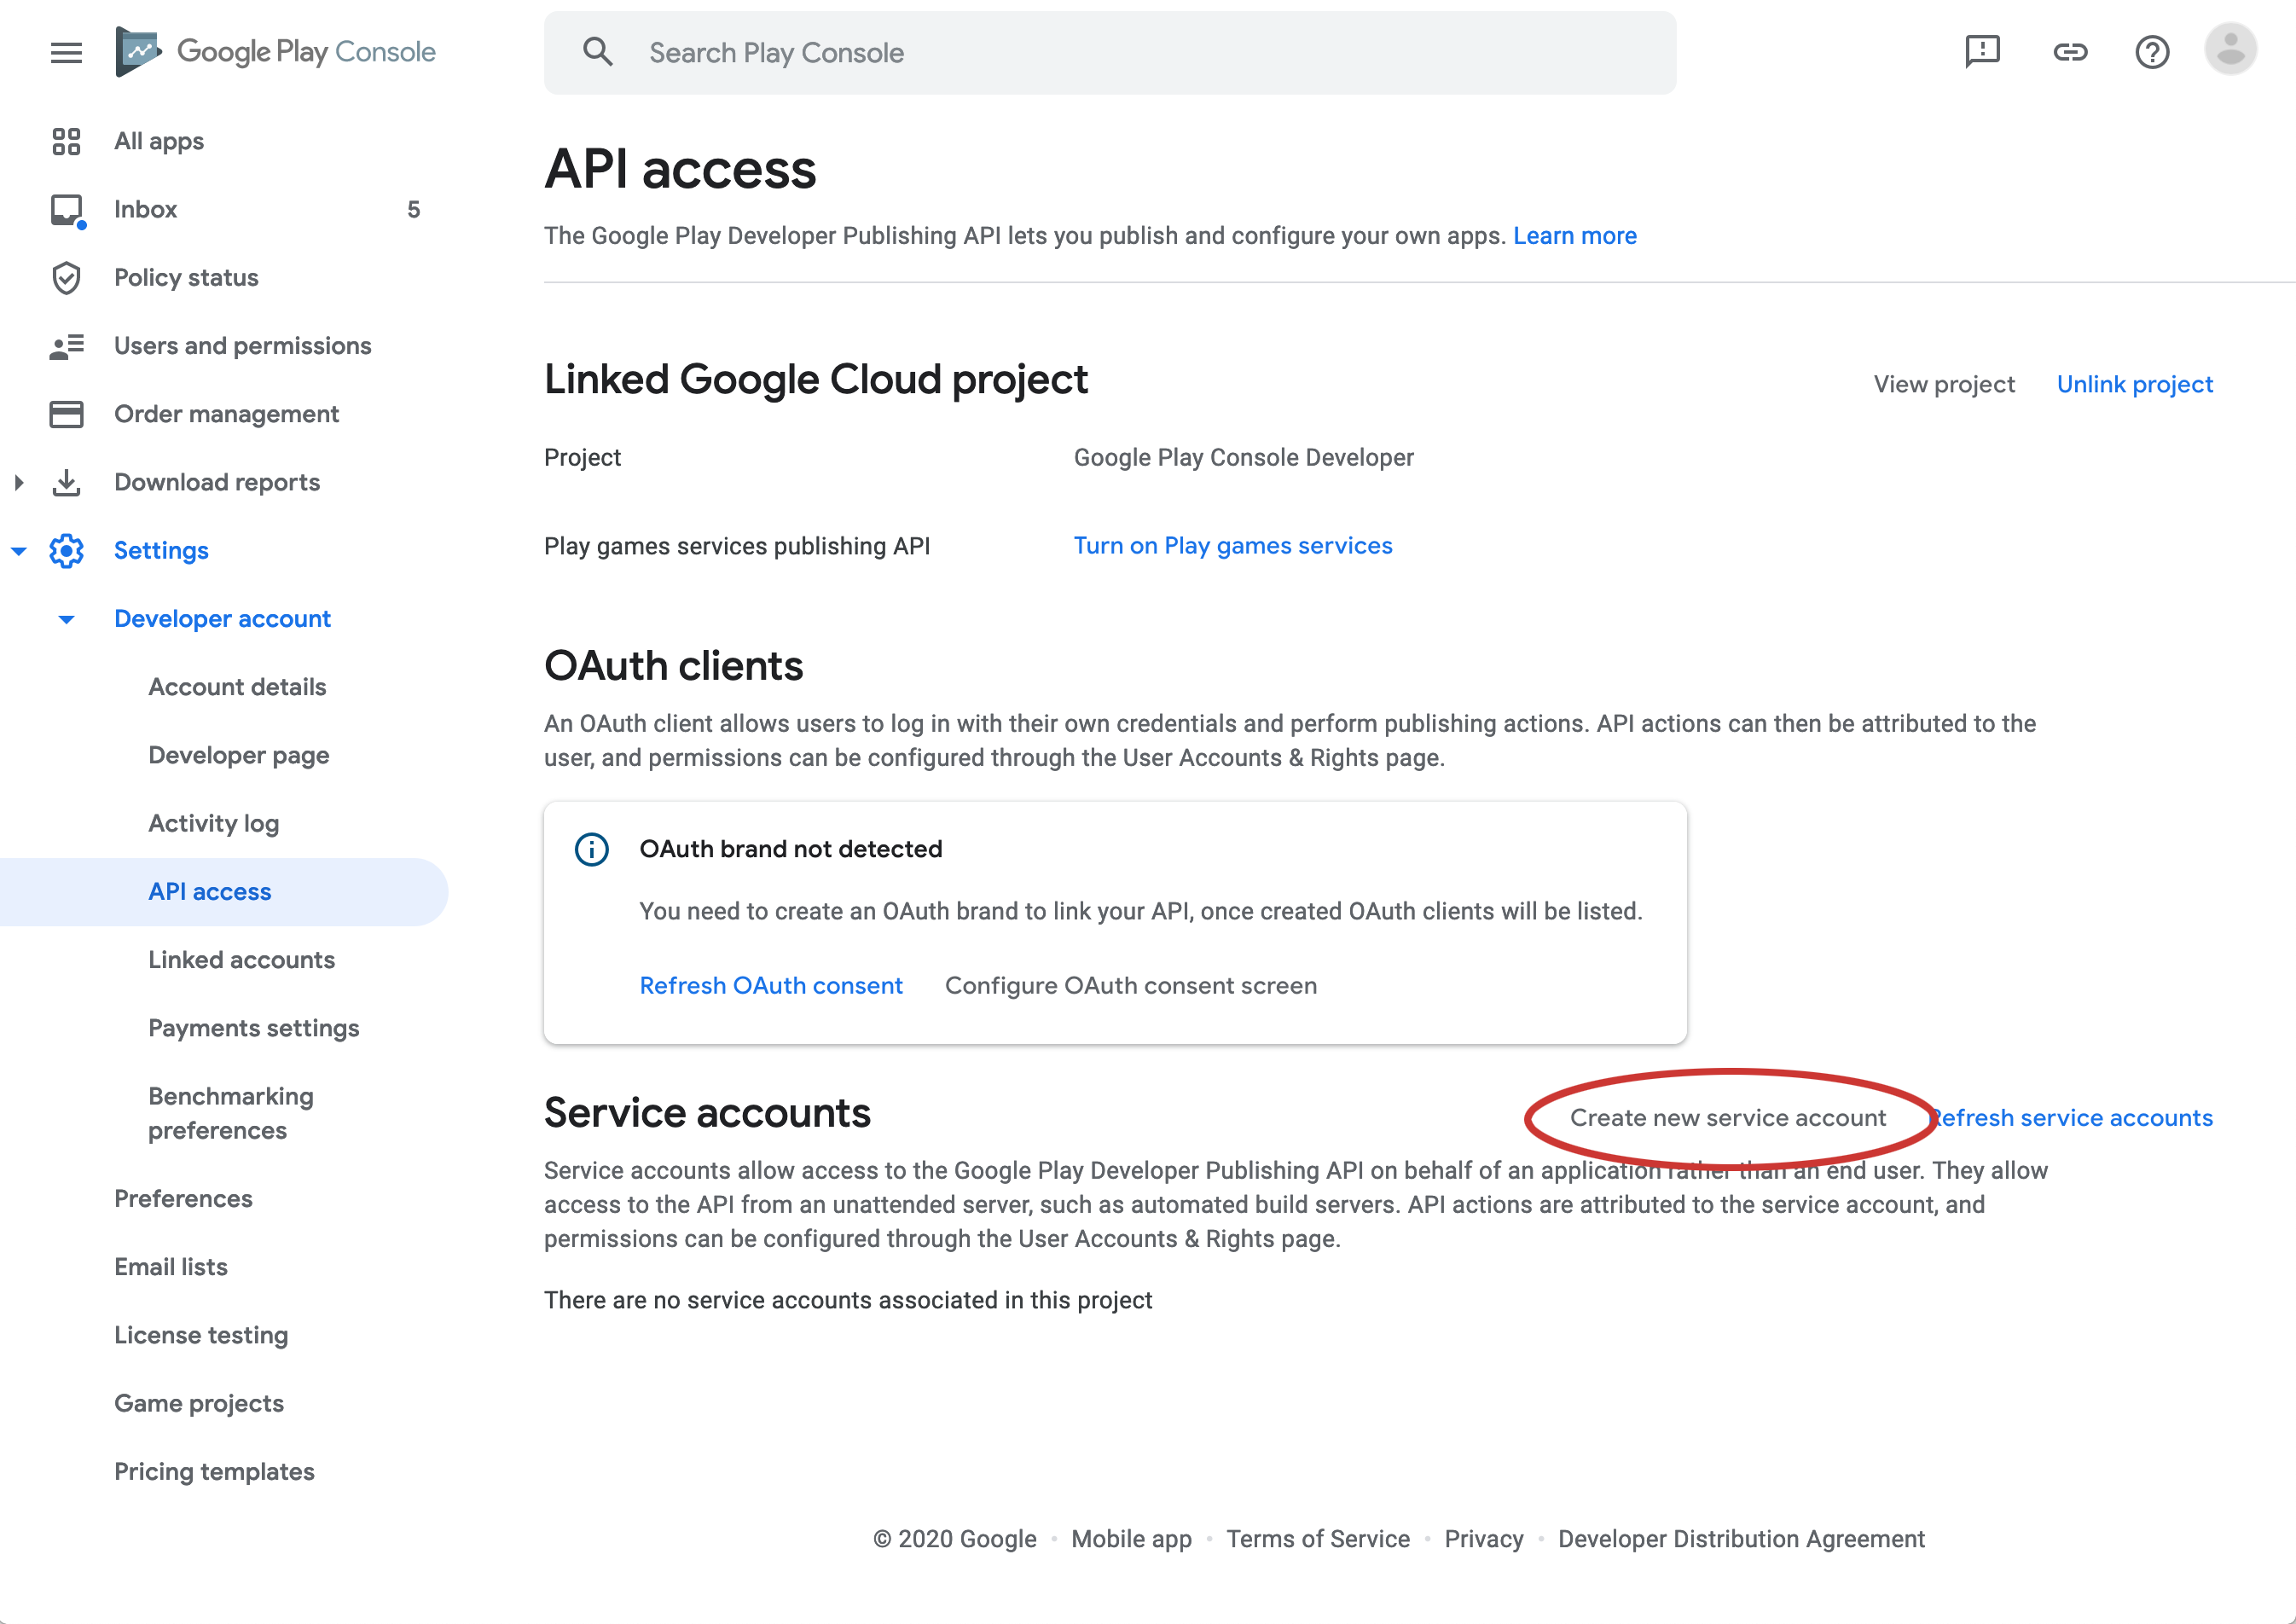 Google Play Console
Search Play Console
All apps
Inbox 5
Policy status
Users and permissions
Order management
Download reports
Settings
Developer account
Account details
Developer page
Activity log
API access
Linked accounts
Payments settings
Benchmarking
preferences
Preferences
Email lists
License testing
Game projects
Pricing templates
API access
The Google Play Developer Publishing API lets you publish and configure your own apps. Learn more
Linked Google Cloud project
View project Unlink project
Project Google Play Console Developer
Play games services publishing API Turn on Play games services
OAuth clients
An OAuth client allows users to log in with their own credentials and perform publishing actions. API actions can then be attributed to the
user, and permissions can be configured through the User Accounts & Rights page.
OAuth brand not detected
You need to create an OAuth brand to link your API, once created OAuth clients will be listed.
Refresh OAuth consent Configure OAuth consent screen
Service accounts
Create new service account Refresh service accounts
Service accounts allow access to the Google Play Developer Publishing API on behalf of an application rather than an end user. They allow
access to the API from an unattended server, such as automated build servers. API actions are attributed to the service account, and
permissions can be configured through the User Accounts & Rights page.
There are no service accounts associated in this project
© 2020 Google • Mobile app • Terms of Service • Privacy • Developer Distribution Agreement